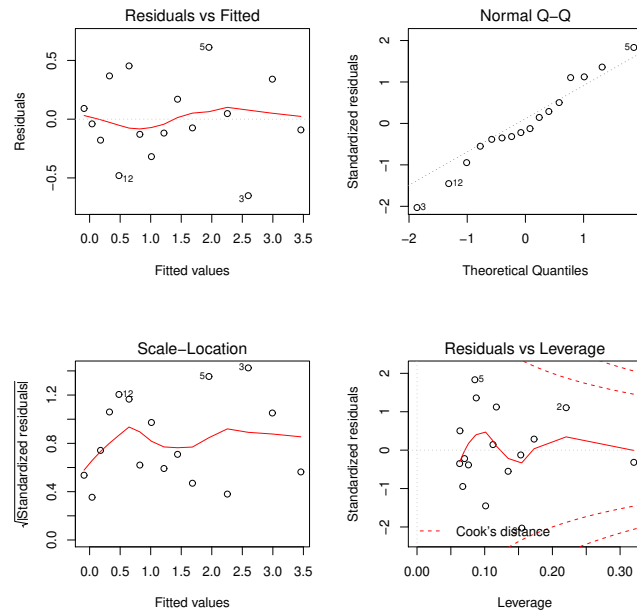 Residuals vs Fitted
Residuals
−0.5
0.0
0.5
5
12
3
0.0 0.5 1.0 1.5 2.0 2.5 3.0 3.5
Fitted values
Normal Q−Q
Standardized residuals
−2
−1
0
1
2
5
12
3
−2 −1 0 1
Theoretical Quantiles
Scale−Location
√|Standardized residuals|
0.0
0.4
0.8
1.2
12
5
3
0.0 0.5 1.0 1.5 2.0 2.5 3.0 3.5
Fitted values
Residuals vs Leverage
Standardized residuals
−2
−1
0
1
2
5
2
Cook's distance
0.00 0.10 0.20 0.30
Leverage